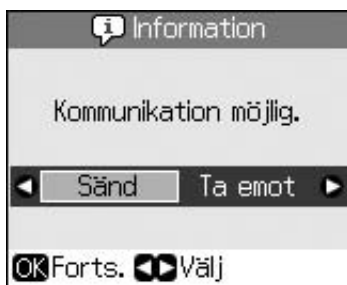 Information
Kommunikation möjlig.
Sänd Ta emot
OK Forts. Välj